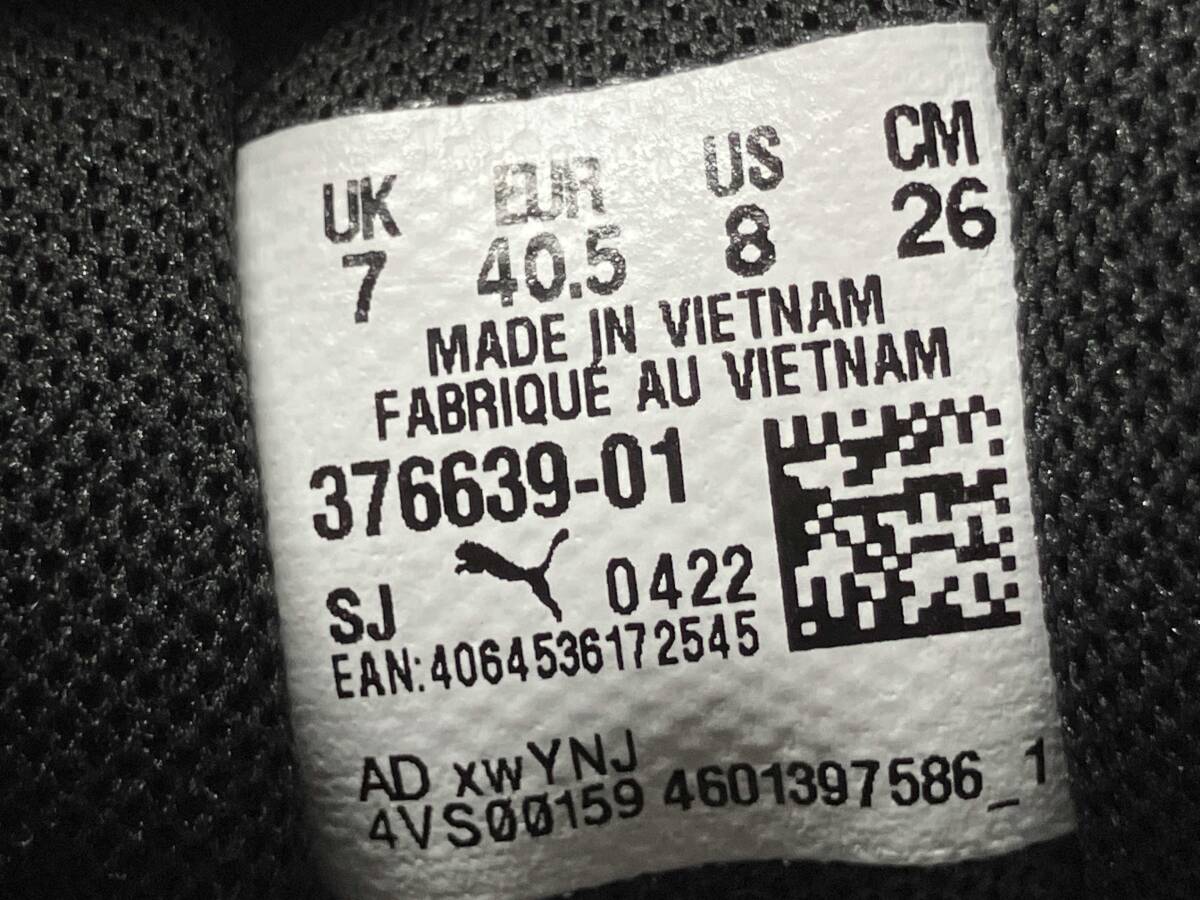 UK EUR US CM
7 40.5 8 26
MADE IN VIETNAM
FABRIQUÉ AU VIETNAM
376639-01
SJ 0422
EAN:4064536172545
AD xwYNJ
4VS00159 4601397586_1